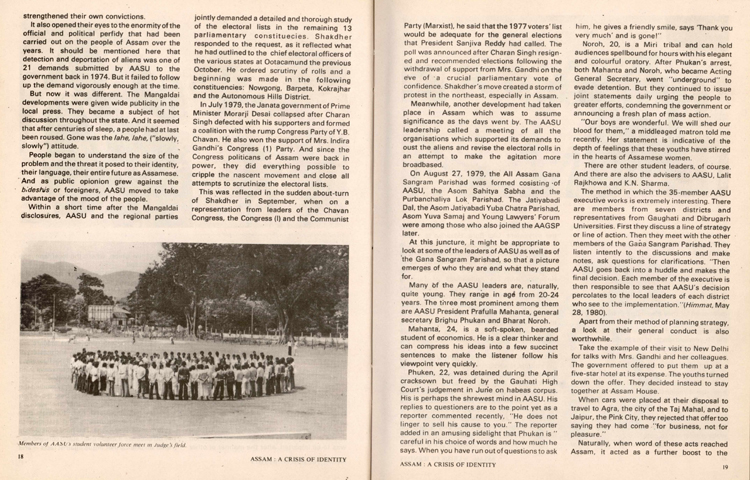 strengthened their own convictions.
It also opened their eyes to the enormity of the
official and political perfidy that had been
carried out on the people of Assam over the
years. It should be mentioned here that
detection and deportation of aliens was one of
21 demands submitted by AASU to the
government back in 1974. But it failed to follow
up the demand vigorously enough at the time.
But now it was different. The Mangaldai
developments were given wide publicity in the
local press. They became a subject of hot
discussion throughout the state. And it seemed
that after centuries of sleep, a people had at last
been roused. Gone was the lahe, lahe, ("slowly,
slowly") attitude.
People began to understand the size of the
problem and the threat it posed to their identity,
their language, their entire future as Assamese.
And as public opinion grew against the
bideshis or foreigners, AASU moved to take
advantage of the mood of the people.
Within a short time after the Mangaldai
disclosures, AASU and the regional parties
jointly demanded a detailed and thorough study
of the electoral lists in the remaining 13
parliamentary constituecies. Shakdher
responded to the request, as it reflected what
he had outlined to the chief electoral officers of
the various states at Ootacamund the previous
October. He ordered scrutiny of rolls and a
beginning was made in the following
constituencies: Nowgong, Barpeta, Kokrajhar
and the Autonomous Hills District.
In July 1979, the Janata government of Prime
Minister Morarji Desai collapsed after Charan
Singh defected with his supporters and formed
a coalition with the rump Congress Party of Y.B.
Chavan. He also won the support of Mrs. Indira
Gandhi's Congress (1) Party. And since the
Congress politicans of Assam were back in
power, they did everything possible to
cripple the nascent movement and close all
attempts to scrutinise the electoral lists.
This was reflected in the sudden about-turn
of Shakdher in September, when on a
representation from leaders of the Chavan
Congress, the Congress (I) and the Communist
Members of AASU's student volunteer force meet in Judge's field
18
ASSAM : A CRISIS OF IDENTITY
Party (Marxist), he said that the 1977 voters' list
would be adequate for the general elections
that President Sanjiva Reddy had called. The
poll was announced after Charan Singh resign-
ed and recommended elections following the
withdrawal of support from Mrs. Gandhi on the
eve of a crucial parliamentary vote of
confidence. Shakdher's move created a storm of
protest in the northeast, especially in Assam.
Meanwhile, another development had taken
place in Assam which was to assume
significance as the days went by. The AASU
leadership called a meeting of all the
organisations which supported its demands to
oust the aliens and revise the electoral rolls in
an attempt to make the agitation more
broadbased.
On August 27, 1979, the All Assam Gana
Sangram Parishad was formed cosisting of
AASU, the Asom Sahitya Sabha and the
Purbanchaliya Lok Parishad. The Jatiyabadi
Dal, the Asom Jatiyabadi Yuba Chatra Parishad,
Asom Yuva Samaj and Young Lawyers' Forum
were among those who also joined the AAGSP
later.
At this juncture, it might be appropriate to
look at some of the leaders of AASU as well as of
the Gana Sangram Parishad, so that a picture
emerges of who they are and what they stand
for.
Many of the AASU leaders are, naturally,
quite young. They range in age from 20-24
years. The three most prominent among them
are AASU President Prafulla Mahanta, general
secretary Brighu Phukan and Bharat Noroh.
Mahanta, 24, is a soft-spoken, bearded
student of economics. He is a clear thinker and
can compress his ideas into a few succinct
sentences to make the listener follow his
viewpoint very quickly.
Phuken, 22, was detained during the April
cracksown but freed by the Gauhati High
Court's judgement in June on habeas corpus.
His is perhaps the shrewest mind in AASU. His
replies to questioners are to the point yet as a
reporter commented recently, "He does not
linger to sell his cause to you." The reporter
added in an amusing sidelight that Phukan is "
careful in his choice of words and how much he
says. When you have run out of questions to ask
him, he gives a friendly smile, says 'Thank you
very much' and is gone!"
Noroh, 20, is a Miri tribal and can hold
audiences spellbound for hours with his elegant
and colourful oratory. After Phukan's arrest,
both Mahanta and Noroh, who became Acting
General Secretary, went "underground" to
evade detention. But they continued to issue
joint statements daily urging the people to
greater efforts, condemning the government or
announcing a fresh plan of mass action.
"Our boys are wonderful. We will shed our
blood for them," a middleaged matron told me
recently. Her statement is indicative of the
depth of feelings that these youths have stirred
in the hearts of Assamese women.
There are other student leaders, of course.
And there are also the advisers to AASU, Lalit
Rajkhowa and K.N. Sharma.
The method in which the 35-member AASU
executive works is extremely interesting. There
are members from seven districts and
representatives from Gaughati and Dibrugarh
Universities. First they discuss a line of strategy
or line of action. Then they meet with the other
members of the Gana Sangram Parishad. They
listen intently to the discussions and make
notes, ask questions for clarifications. "Then
AASU goes back into a huddle and makes the
final decision. Each member of the executive is
then responsible to see that AASU's decision
percolates to the local leaders of each district
who see to the implementation."(Himmat, May
28, 1980).
Apart from their method of planning strategy,
a look at their general conduct is also
worthwhile.
Take the example of their visit to New Delhi
for talks with Mrs. Gandhi and her colleagues.
The government offered to put them up at a
five-star hotel at its expense. The youths turned
down the offer. They decided instead to stay
together at Assam House.
When cars were placed at their disposal to
travel to Agra, the city of the Taj Mahal, and to
Jaipur, the Pink City, they rejected that offer too
saying they had come "for business, not for
pleasure."
Naturally, when word of these acts reached
Assam, it acted as a further boost to the
ASSAM : A CRISIS OF IDENTITY
19